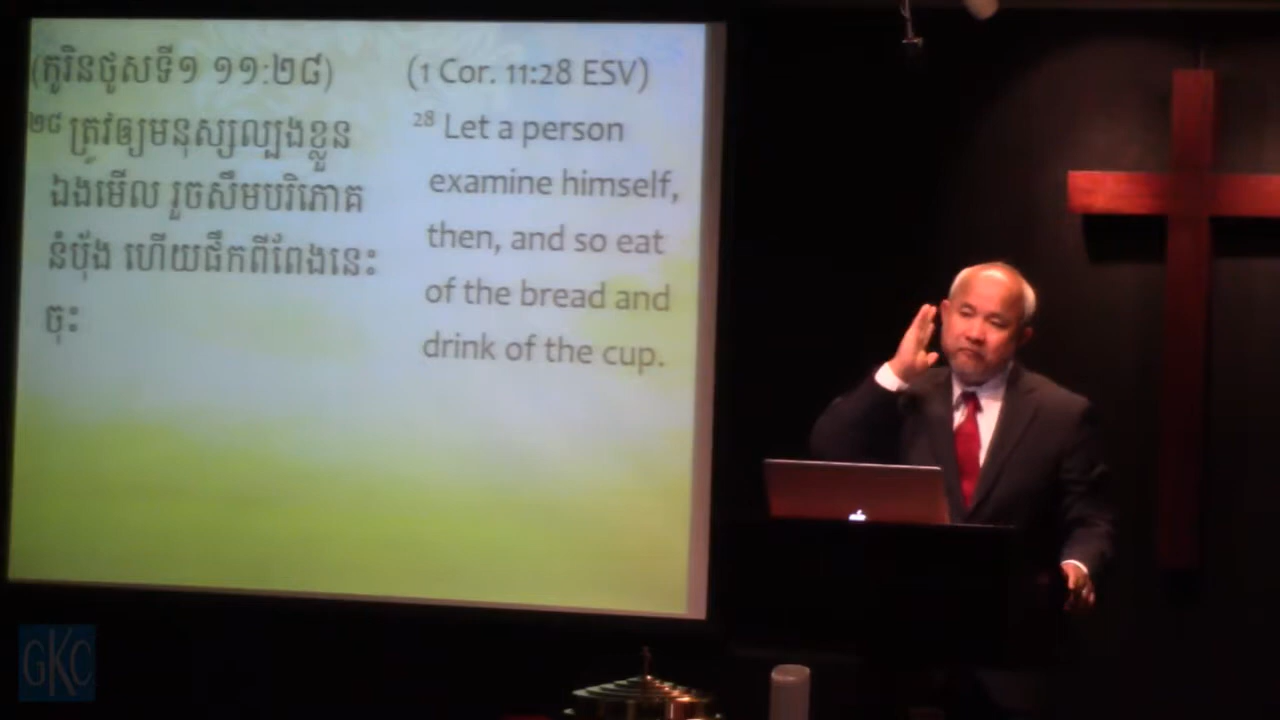 (កូរិនថូសទី១ ១១:២៨)
២៨ ត្រូវឲ្យមនុស្សល្បងខ្លួន
ឯងមើល រួចសឹមបរិភោគ
នំប៉័ង ហើយផឹកពីពែងនេះ
ចុះ
(1 Cor. 11:28 ESV)
28 Let a person
examine himself,
then, and so eat
of the bread and
drink of the cup.
GKC